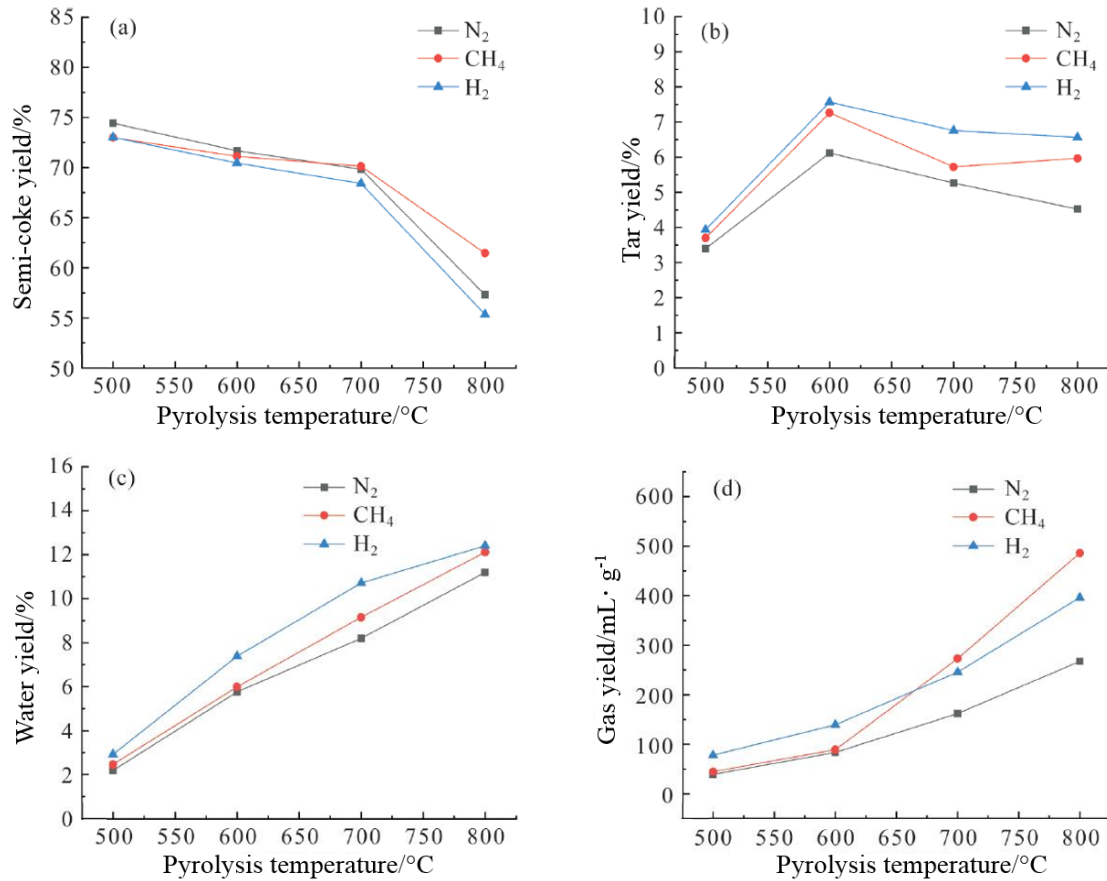 (a)
N₂
CH₄
H₂
85
80
75
70
65
60
55
50
Semi-coke yield/%
500 550 600 650 700 750 800
Pyrolysis temperature/°C
(b)
N₂
CH₄
H₂
10
9
8
7
6
5
4
3
2
1
0
Tar yield/%
500 550 600 650 700 750 800
Pyrolysis temperature/°C
(c)
N₂
CH₄
H₂
16
14
12
10
8
6
4
2
0
Water yield/%
500 550 600 650 700 750 800
Pyrolysis temperature/°C
(d)
N₂
CH₄
H₂
600
500
400
300
200
100
0
Gas yield/mL· g⁻¹
500 550 600 650 700 750 800
Pyrolysis temperature/°C